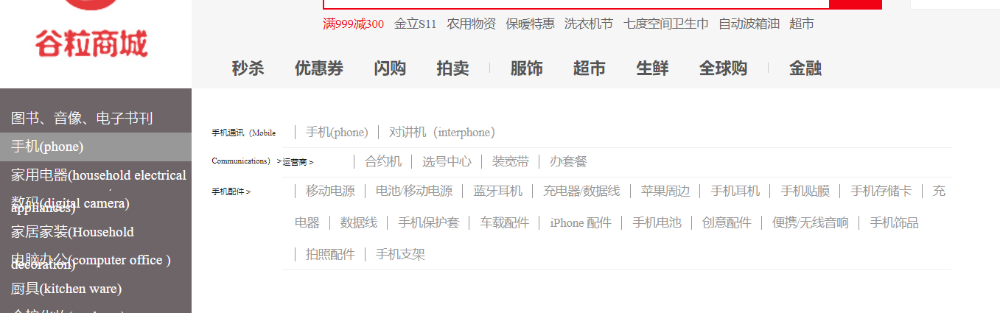 谷粒商城
满999减300 金立S11 农用物资 保暖特惠 洗衣机节 七度空间卫生巾 自动波箱油 超市
秒杀 优惠券 闪购 拍卖 服饰 超市 生鲜 全球购 金融
图书、音像、电子书刊
手机(phone)
家用电器(household electrical
appliances)
数码(digital camera)
家居家装(Household
decoration)
电脑办公(computer office )
厨具(kitchen ware)
手机通讯（Mobile
Communications） >
手机(phone) 对讲机（interphone）
运营商 >
合约机 选号中心 装宽带 办套餐
手机配件 >
移动电源 电池/移动电源 蓝牙耳机 充电器/数据线 苹果周边 手机耳机 手机贴膜 手机存储卡 充
电器 数据线 手机保护套 车载配件 iPhone 配件 手机电池 创意配件 便携/无线音响 手机饰品
拍照配件 手机支架